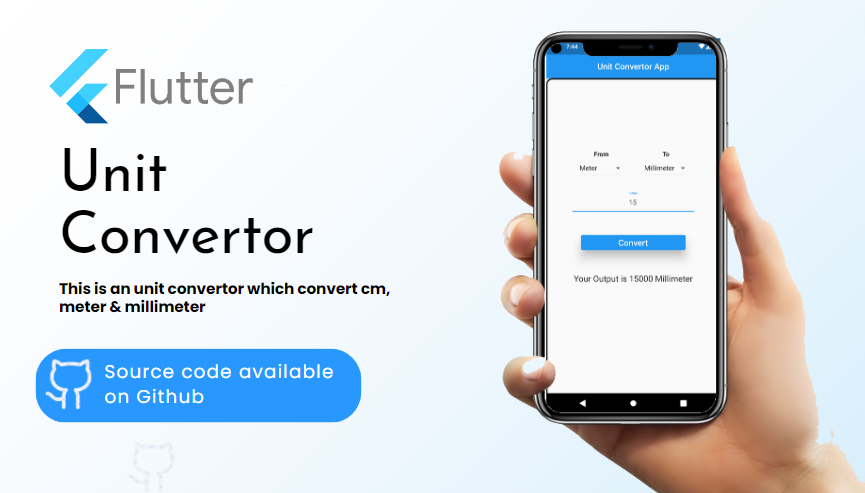 Flutter
Unit
Convertor
This is an unit convertor which convert cm,
meter & millimeter
Source code available
on Github
7:44
Unit Convertor App
From To
Meter Millimeter
15
Convert
Your Output is 15000 Millimeter